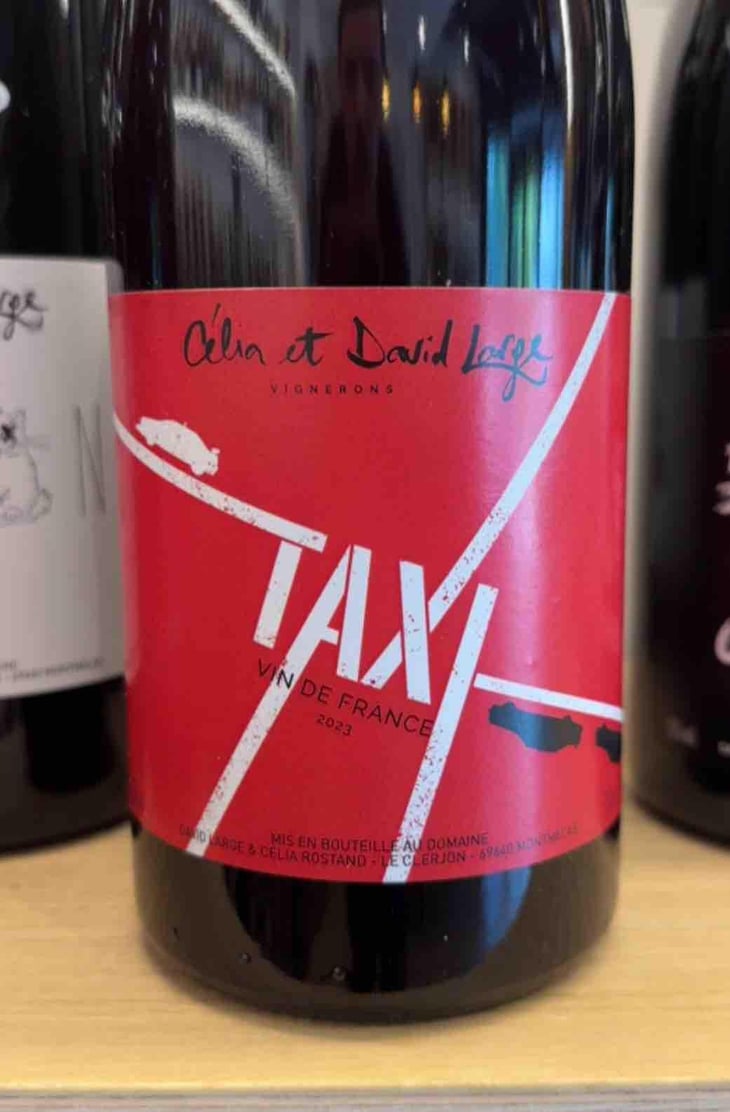 Célia et David Large
VIGNERONS
TAXI
VIN DE FRANCE
2023
MIS EN BOUTEILLE AU DOMAINE
DAVID LARGE & CÉLIA ROSTAND - LE CLERJON - 69640 MONTMELAS
N